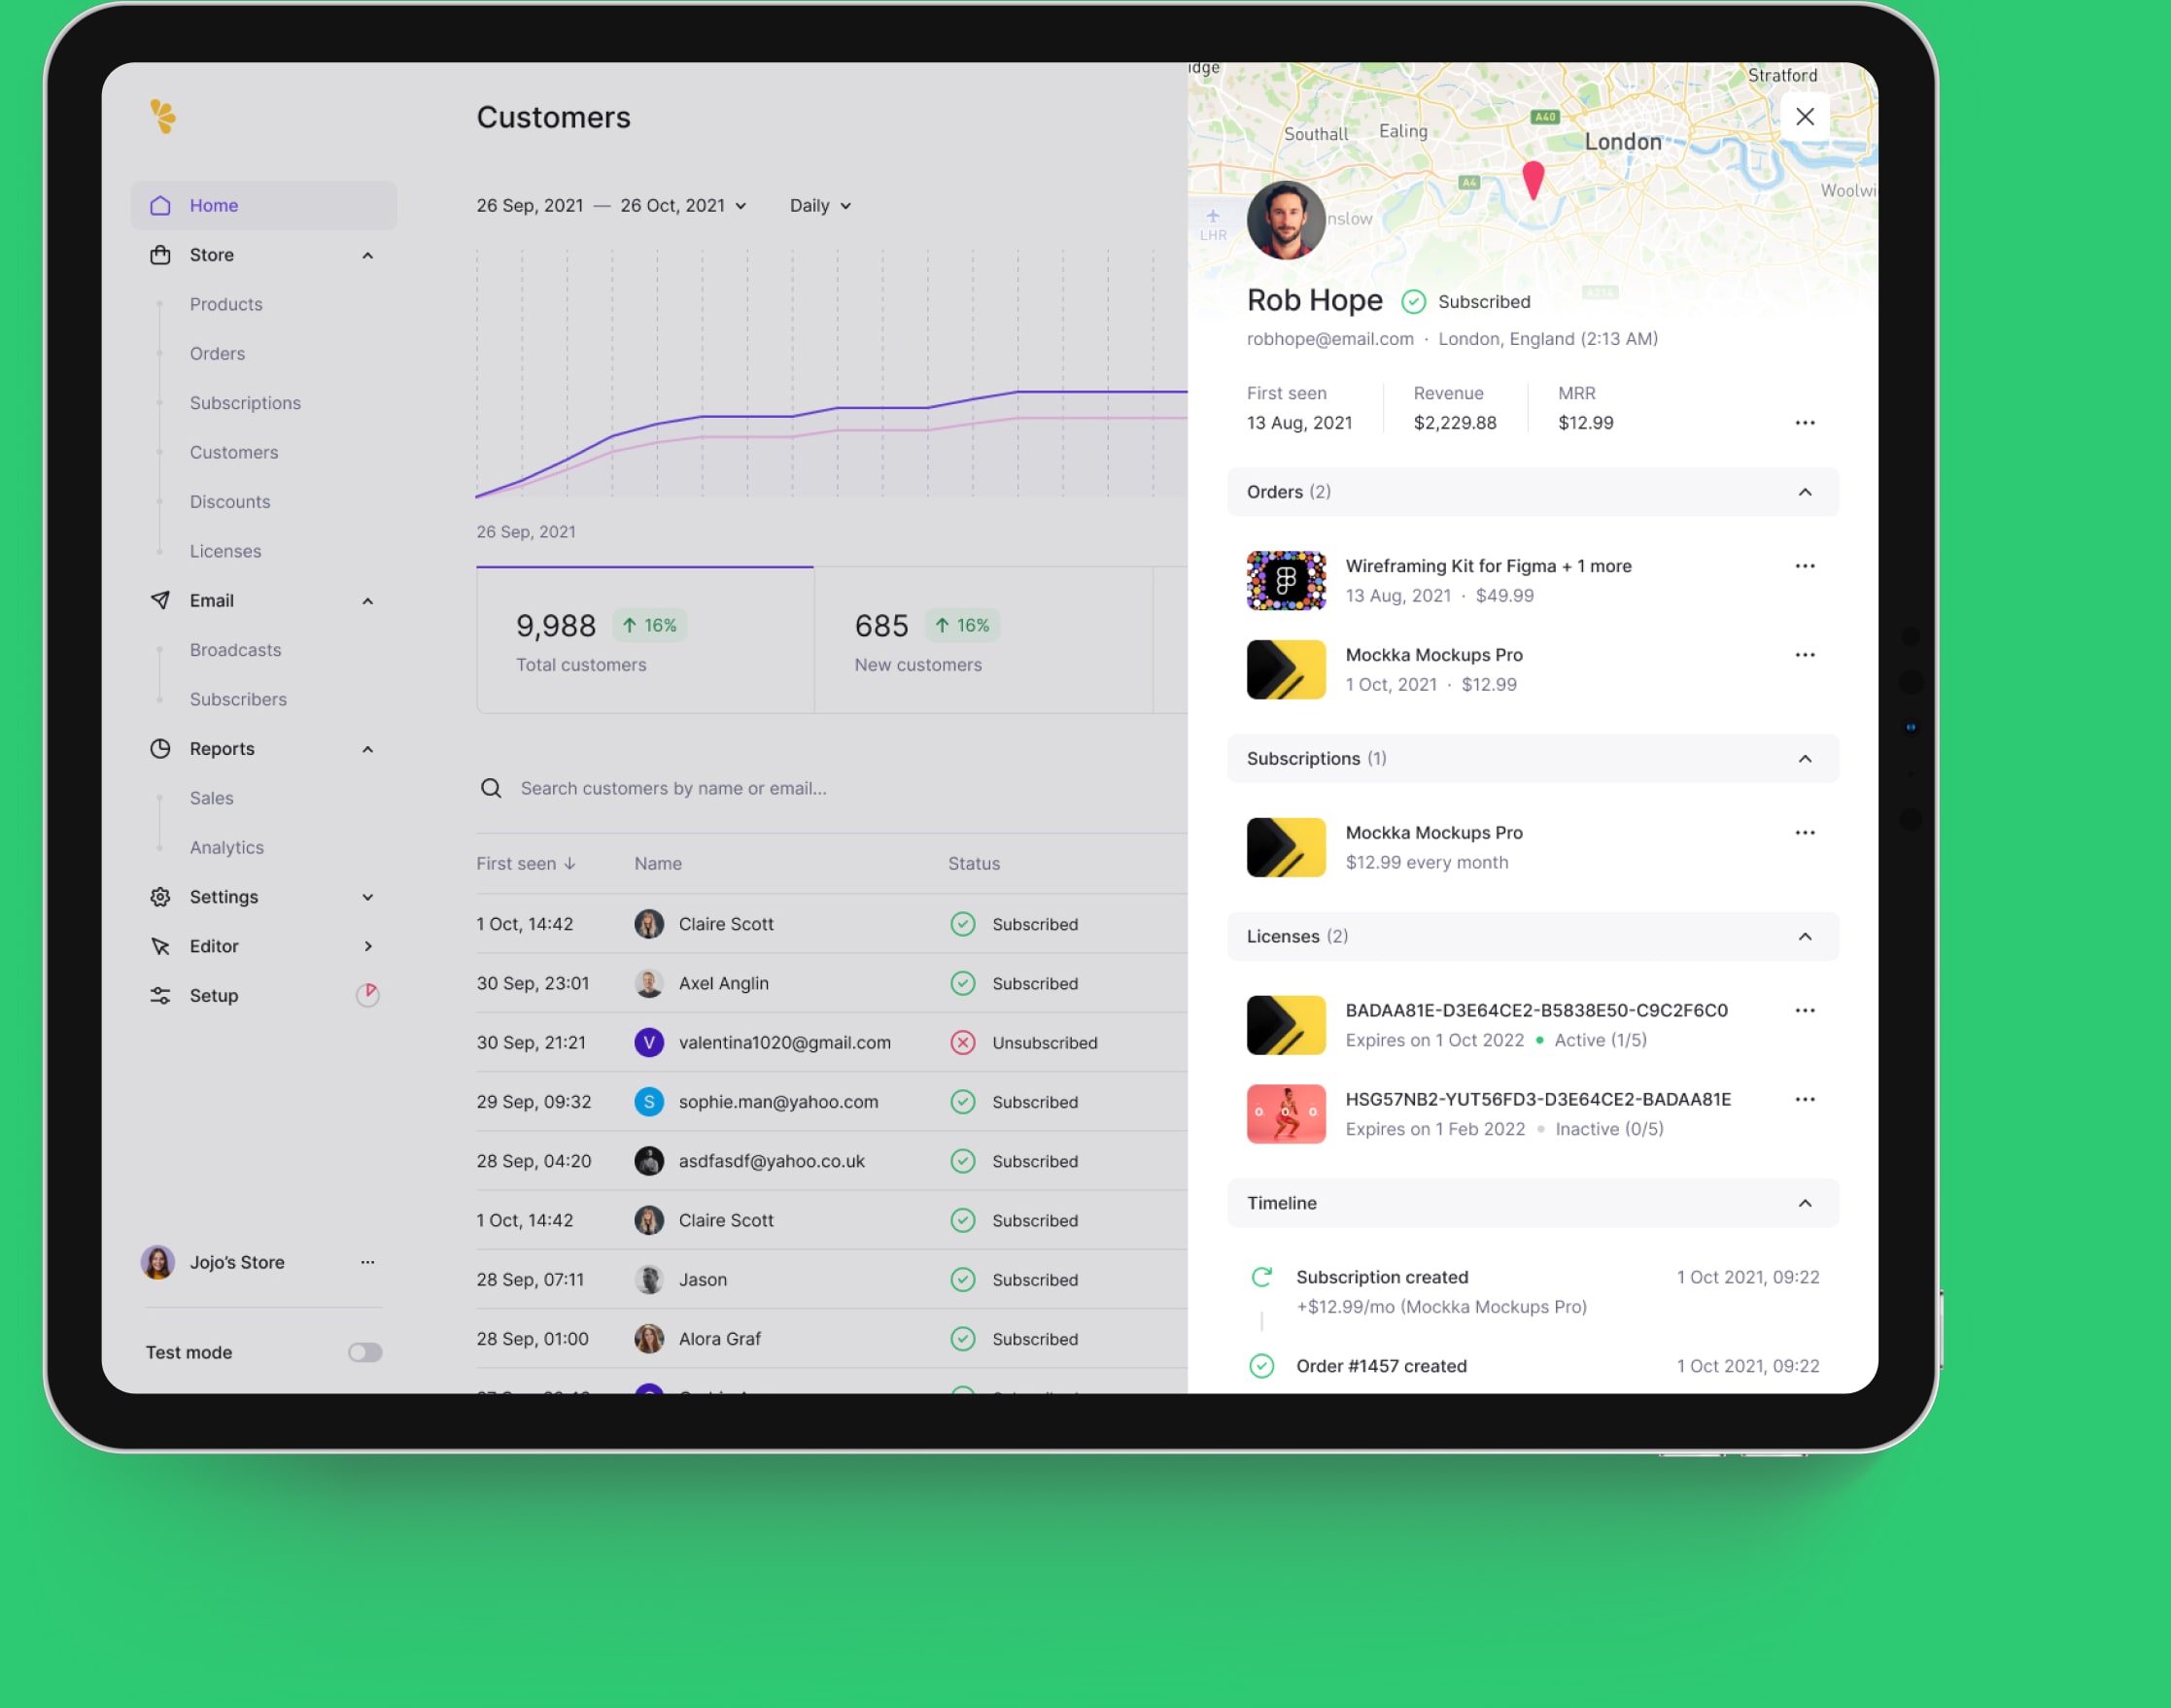 Home
Store
Products
Orders
Subscriptions
Customers
Discounts
Licenses
Email
Broadcasts
Subscribers
Reports
Sales
Analytics
Settings
Editor
Setup
Jojo’s Store
Test mode
Customers
26 Sep, 2021 — 26 Oct, 2021
Daily
26 Sep, 2021
9,988 ↑ 16%
Total customers
685 ↑ 16%
New customers
Search customers by name or email...
First seen ↓ Name Status
1 Oct, 14:42 Claire Scott Subscribed
30 Sep, 23:01 Axel Anglin Subscribed
30 Sep, 21:21 V valentina1020@gmail.com Unsubscribed
29 Sep, 09:32 S sophie.man@yahoo.com Subscribed
28 Sep, 04:20 asdfasdf@yahoo.co.uk Subscribed
1 Oct, 14:42 Claire Scott Subscribed
28 Sep, 07:11 Jason Subscribed
28 Sep, 01:00 Alora Graf Subscribed
idge
Stratford
A40
Southall
Ealing
London
A4
Woolwi
nslow
LHR
Rob Hope Subscribed
robhope@email.com · London, England (2:13 AM)
First seen Revenue MRR
13 Aug, 2021 $2,229.88 $12.99
Orders (2)
Wireframing Kit for Figma + 1 more
13 Aug, 2021 · $49.99
Mockka Mockups Pro
1 Oct, 2021 · $12.99
Subscriptions (1)
Mockka Mockups Pro
$12.99 every month
Licenses (2)
BADAA81E-D3E64CE2-B5838E50-C9C2F6C0
Expires on 1 Oct 2022 • Active (1/5)
HSG57NB2-YUT56FD3-D3E64CE2-BADAA81E
Expires on 1 Feb 2022 • Inactive (0/5)
Timeline
Subscription created 1 Oct 2021, 09:22
+$12.99/mo (Mockka Mockups Pro)
Order #1457 created 1 Oct 2021, 09:22